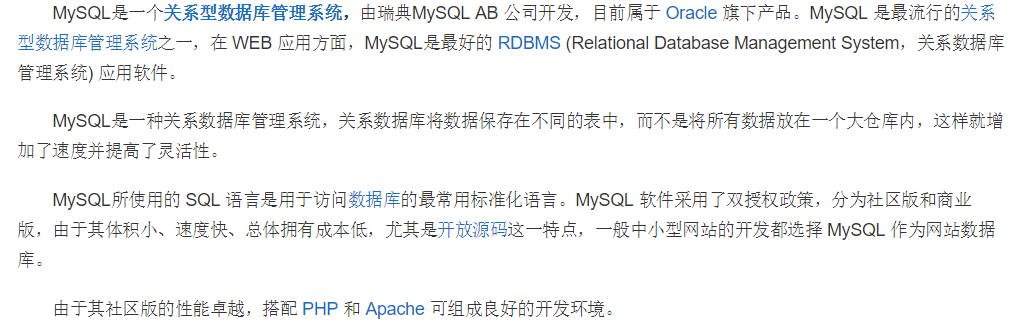 MySQL是一个关系型数据库管理系统，由瑞典MySQL AB 公司开发，目前属于 Oracle 旗下产品。MySQL 是最流行的关系
型数据库管理系统之一，在 WEB 应用方面，MySQL是最好的 RDBMS (Relational Database Management System，关系数据库
管理系统) 应用软件。
MySQL是一种关系数据库管理系统，关系数据库将数据保存在不同的表中，而不是将所有数据放在一个大仓库内，这样就增
加了速度并提高了灵活性。
MySQL所使用的 SQL 语言是用于访问数据库的最常用标准化语言。MySQL 软件采用了双授权政策，分为社区版和商业
版，由于其体积小、速度快、总体拥有成本低，尤其是开放源码这一特点，一般中小型网站的开发都选择 MySQL 作为网站数据
库。
由于其社区版的性能卓越，搭配 PHP 和 Apache 可组成良好的开发环境。